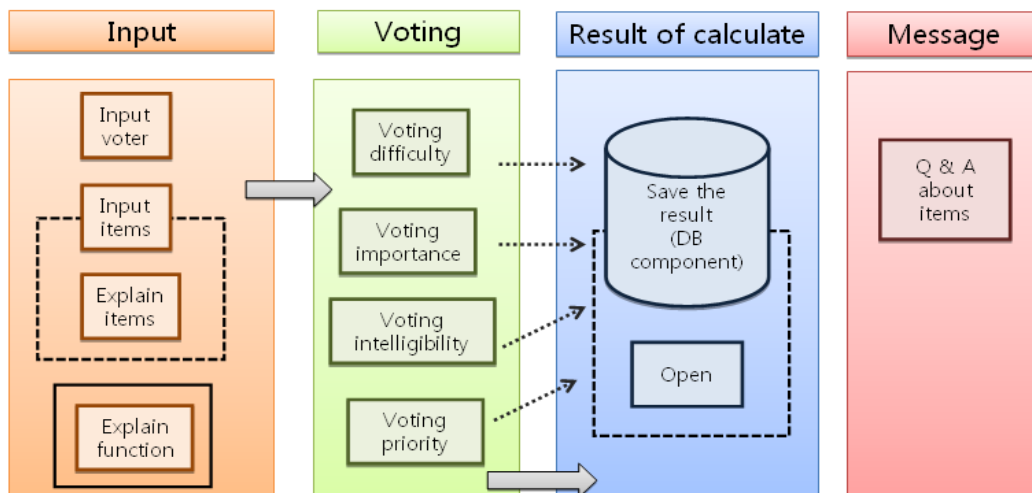 Input
Voting
Result of calculate
Message
Input
voter
Input
items
Explain
items
Explain
function
Voting
difficulty
Voting
importance
Voting
intelligibility
Voting
priority
Save the
result
(DB
component)
Open
Q & A
about
items